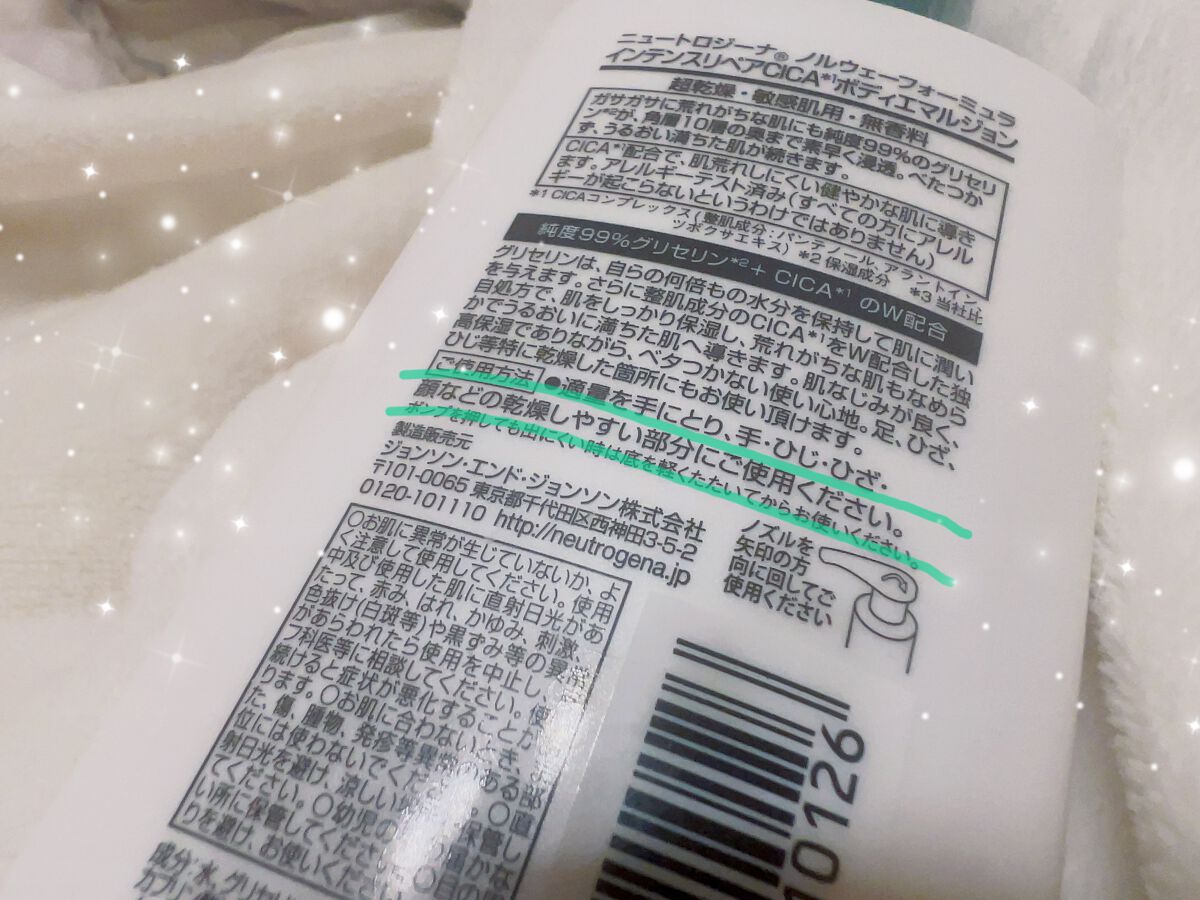 ニュートロジーナ® ノルウェーフォーミュラ
インテンスリペアCICA*1ボディエマルジョン
超乾燥・敏感肌用・無香料
ガサガサに荒れがちな肌にも純度99%のグリセリ
ン*2が、角層10層の奥まで素早く浸透。べたつか
ず、うるおい満ちた肌が続きます。
CICA*1配合で、肌荒れしにくい健やかな肌に導き
ます。アレルギーテスト済み(すべての方にアレル
ギーが起こらないというわけではありません)
*1 CICAコンプレックス(整肌成分:パンテノール、アラントイン、
ツボクサエキス) *2 保湿成分 *3 当社比
純度99%グリセリン*2+ CICA*1 のW配合
グリセリンは、自らの何倍もの水分を保持して肌に潤い
を与えます。さらに整肌成分のCICA*1をW配合した独
自処方で、肌をしっかり保湿し、荒れがちな肌もなめら
かでうるおいに満ちた肌へ導きます。肌なじみが良く、
高保湿でありながら、ベタつかない使い心地。足、ひざ、
ひじ等特に乾燥した箇所にもお使い頂けます。
ご使用方法 ●適量を手にとり、手・ひじ・ひざ・
顔などの乾燥しやすい部分にご使用ください。
ポンプを押しても出にくい時は底を軽くたたいてからお使いください。
製造販売元
ジョンソン・エンド・ジョンソン株式会社
〒101-0065 東京都千代田区西神田3-5-2
0120-101110 http://neutrogena.jp
ノズルを
矢印の方
向に回してご
使用ください
○お肌に異常が生じていないか、よ
く注意して使用してください。使用
中及び使用した肌に直射日光があ
たって、赤み、はれ、かゆみ、刺激、
色抜け(白斑等)や黒ずみ等の異常
があらわれたら使用を中止し、
フ科医等に相談してください。使
続けると症状が悪化することが
ります。○お肌に合わない
た、傷、腫物、発疹等異常のある部
位には使わないでくだ ○直
射日光を避け、涼しい 保管し
てください。○幼児の
い所に保管してください。
りを避け、お使いください
成分:水、グリセリ
カプリ
10126